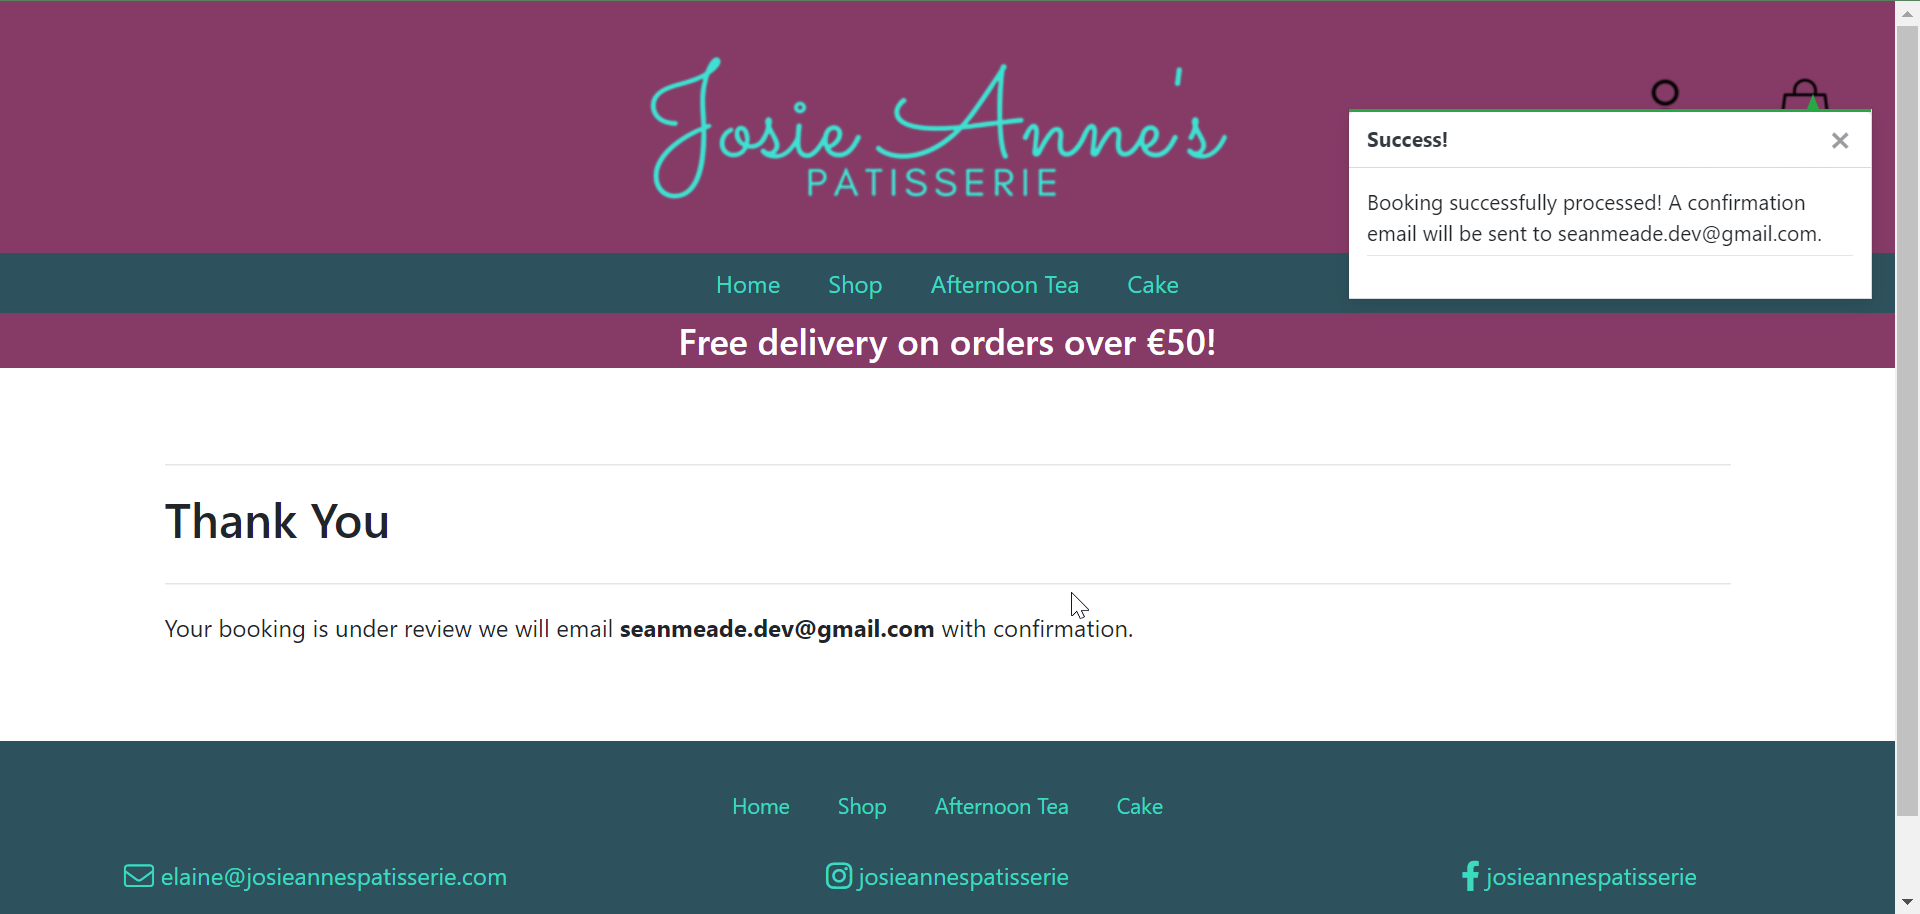 Josie Anne's
PATISSERIE
Success!
Booking successfully processed! A confirmation
email will be sent to seanmeade.dev@gmail.com.
Home Shop Afternoon Tea Cake
Free delivery on orders over €50!
Thank You
Your booking is under review we will email seanmeade.dev@gmail.com with confirmation.
Home Shop Afternoon Tea Cake
elaine@josieannespatisserie.com josieannespatisserie josieannespatisserie